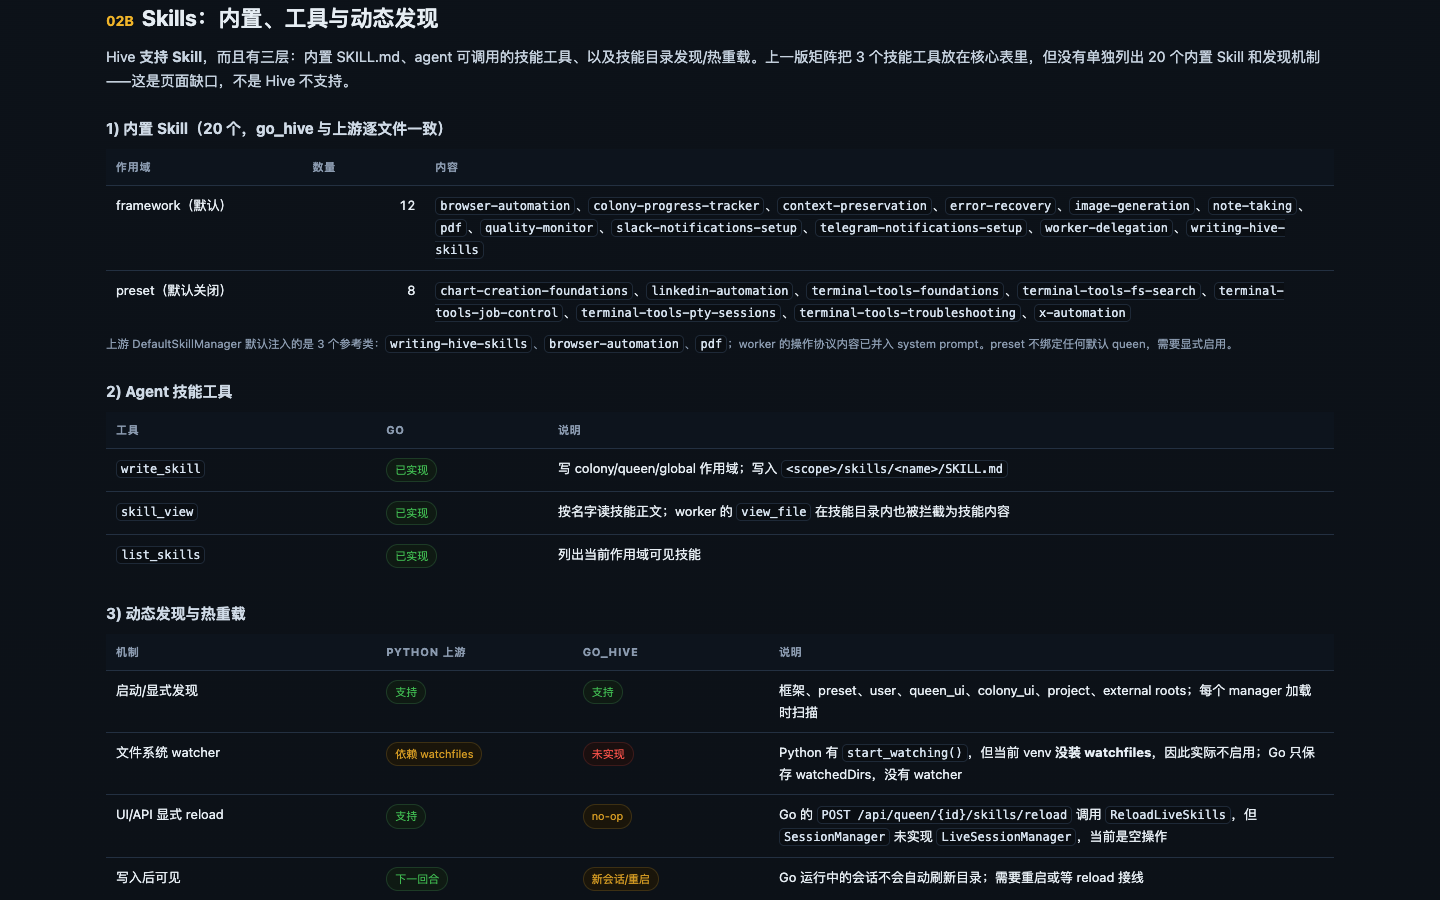 02B Skills：内置、工具与动态发现
Hive 支持 Skill，而且有三层：内置 SKILL.md、agent 可调用的技能工具、以及技能目录发现/热重载。上一版矩阵把 3 个技能工具放在核心表里，但没有单独列出 20 个内置 Skill 和发现机制
——这是页面缺口，不是 Hive 不支持。
1) 内置 Skill（20 个，go_hive 与上游逐文件一致）
作用域 数量 内容
framework（默认） 12 browser-automation、colony-progress-tracker、context-preservation、error-recovery、image-generation、note-taking、
pdf、quality-monitor、slack-notifications-setup、telegram-notifications-setup、worker-delegation、writing-hive-
skills
preset（默认关闭） 8 chart-creation-foundations、linkedin-automation、terminal-tools-foundations、terminal-tools-fs-search、terminal-
tools-job-control、terminal-tools-pty-sessions、terminal-tools-troubleshooting、x-automation
上游 DefaultSkillManager 默认注入的是 3 个参考类：writing-hive-skills、browser-automation、pdf；worker 的操作协议内容已并入 system prompt。preset 不绑定任何默认 queen，需要显式启用。
2) Agent 技能工具
工具 GO 说明
write_skill 已实现 写 colony/queen/global 作用域；写入 <scope>/skills/<name>/SKILL.md
skill_view 已实现 按名字读技能正文；worker 的 view_file 在技能目录内也被拦截为技能内容
list_skills 已实现 列出当前作用域可见技能
3) 动态发现与热重载
机制 PYTHON 上游 GO_HIVE 说明
启动/显式发现 支持 支持 框架、preset、user、queen_ui、colony_ui、project、external roots；每个 manager 加载
时扫描
文件系统 watcher 依赖 watchfiles 未实现 Python 有 start_watching()，但当前 venv 没装 watchfiles，因此实际不启用；Go 只保
存 watchedDirs，没有 watcher
UI/API 显式 reload 支持 no-op Go 的 POST /api/queen/{id}/skills/reload 调用 ReloadLiveSkills，但
SessionManager 未实现 LiveSessionManager，当前是空操作
写入后可见 下一回合 新会话/重启 Go 运行中的会话不会自动刷新目录；需要重启或等 reload 接线